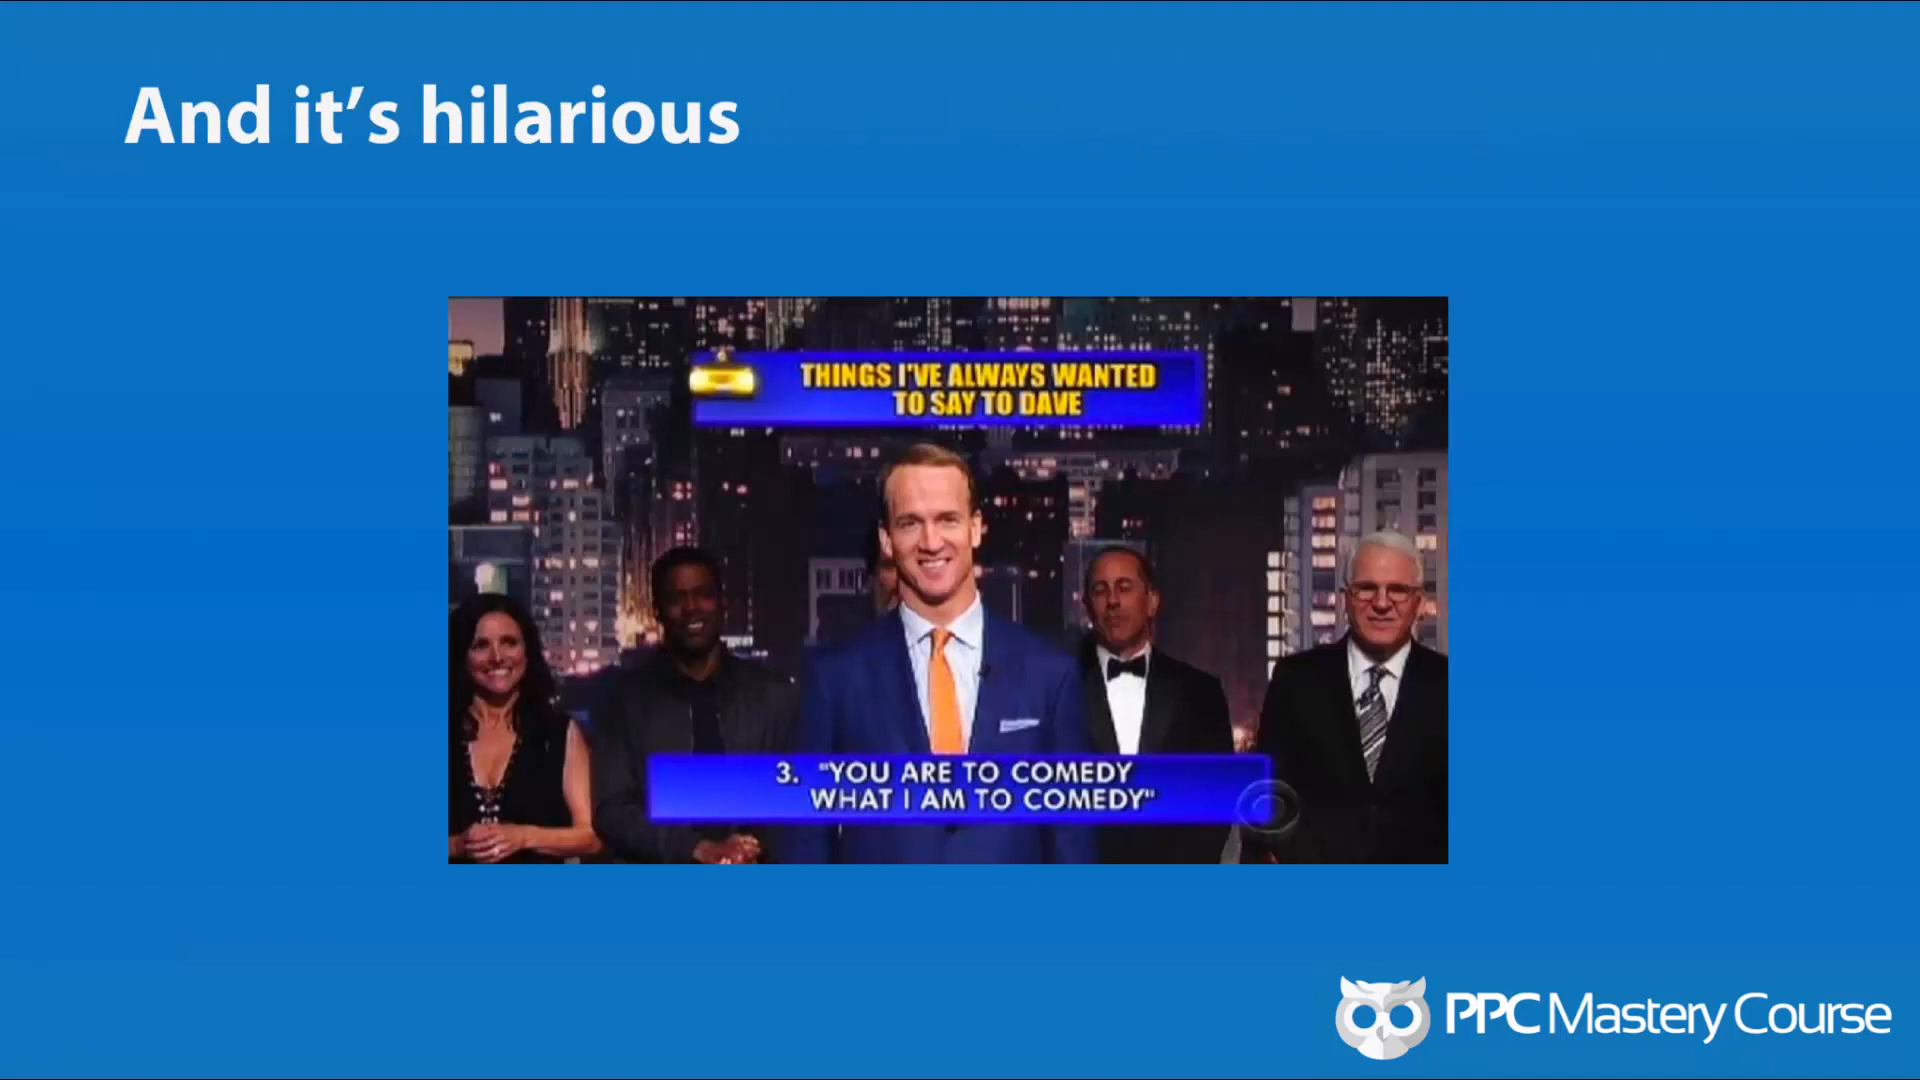 And it’s hilarious
THINGS I'VE ALWAYS WANTED
TO SAY TO DAVE
3. "YOU ARE TO COMEDY
WHAT I AM TO COMEDY"
PPC Mastery Course